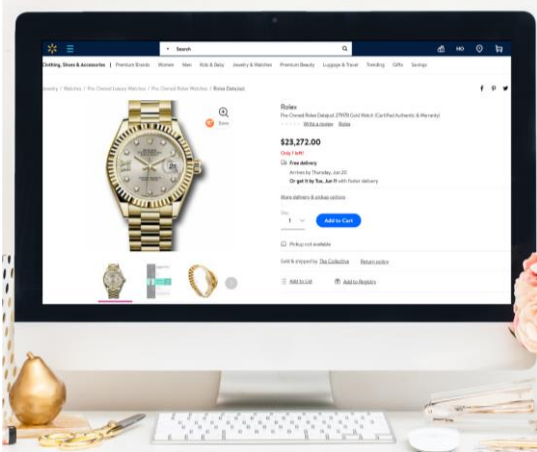 Search
Clothing, Shoes & Accessories | Premium Brands Women Men Kids & Baby Jewelry & Watches Premium Beauty Luggage & Travel Trending Gifts Savings
Jewelry / Watches / Pre-Owned Luxury Watches / Pre-Owned Rolex Watches / Rolex DateJust
Save
Rolex
Pre-Owned Rolex Datejust 279178 Gold Watch (Certified Authentic & Warranty)
Write a review Rolex
$23,272.00
Only 1 left!
Free delivery
Arrives by Thursday, Jun 20
Or get it by Tue, Jun 11 with faster delivery
More delivery & pickup options
Qty:
1
Add to Cart
Pickup not available
Sold & shipped by The Collective Return policy
Add to List Add to Registry